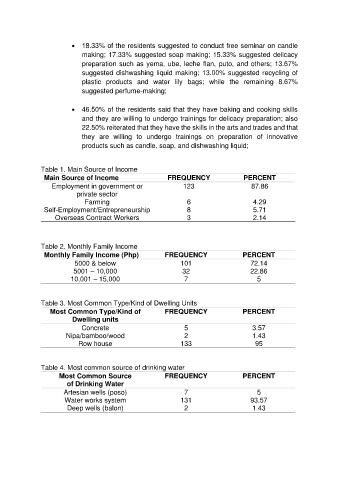 • 18.33% of the residents suggested to conduct free seminar on candle
making; 17.33% suggested soap making; 15.33% suggested delicacy
preparation such as yema, ube, leche flan, puto, and others; 13.67%
suggested dishwashing liquid making; 13.00% suggested recycling of
plastic products and water lily bags; while the remaining 8.67%
suggested perfume-making;
• 46.50% of the residents said that they have baking and cooking skills
and they are willing to undergo trainings for delicacy preparation; also
22.50% reiterated that they have the skills in the arts and trades and that
they are willing to undergo trainings on preparation of innovative
products such as candle, soap, and dishwashing liquid;
Table 1. Main Source of Income
Main Source of Income FREQUENCY PERCENT
Employment in government or 123 87.86
private sector
Farming 6 4.29
Self-Employment/Entrepreneurship 8 5.71
Overseas Contract Workers 3 2.14
Table 2. Monthly Family Income
Monthly Family Income (Php) FREQUENCY PERCENT
5000 & below 101 72.14
5001 – 10,000 32 22.86
10,001 – 15,000 7 5
Table 3. Most Common Type/Kind of Dwelling Units
Most Common Type/Kind of FREQUENCY PERCENT
Dwelling units
Concrete 5 3.57
Nipa/bamboo/wood 2 1.43
Row house 133 95
Table 4. Most common source of drinking water
Most Common Source FREQUENCY PERCENT
of Drinking Water
Artesian wells (poso) 7 5
Water works system 131 93.57
Deep wells (balon) 2 1.43